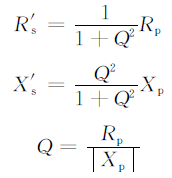 R′ₛ = 1/(1 + Q²) Rₚ
X′ₛ = Q²/(1 + Q²) Xₚ
Q = Rₚ/|Xₚ|